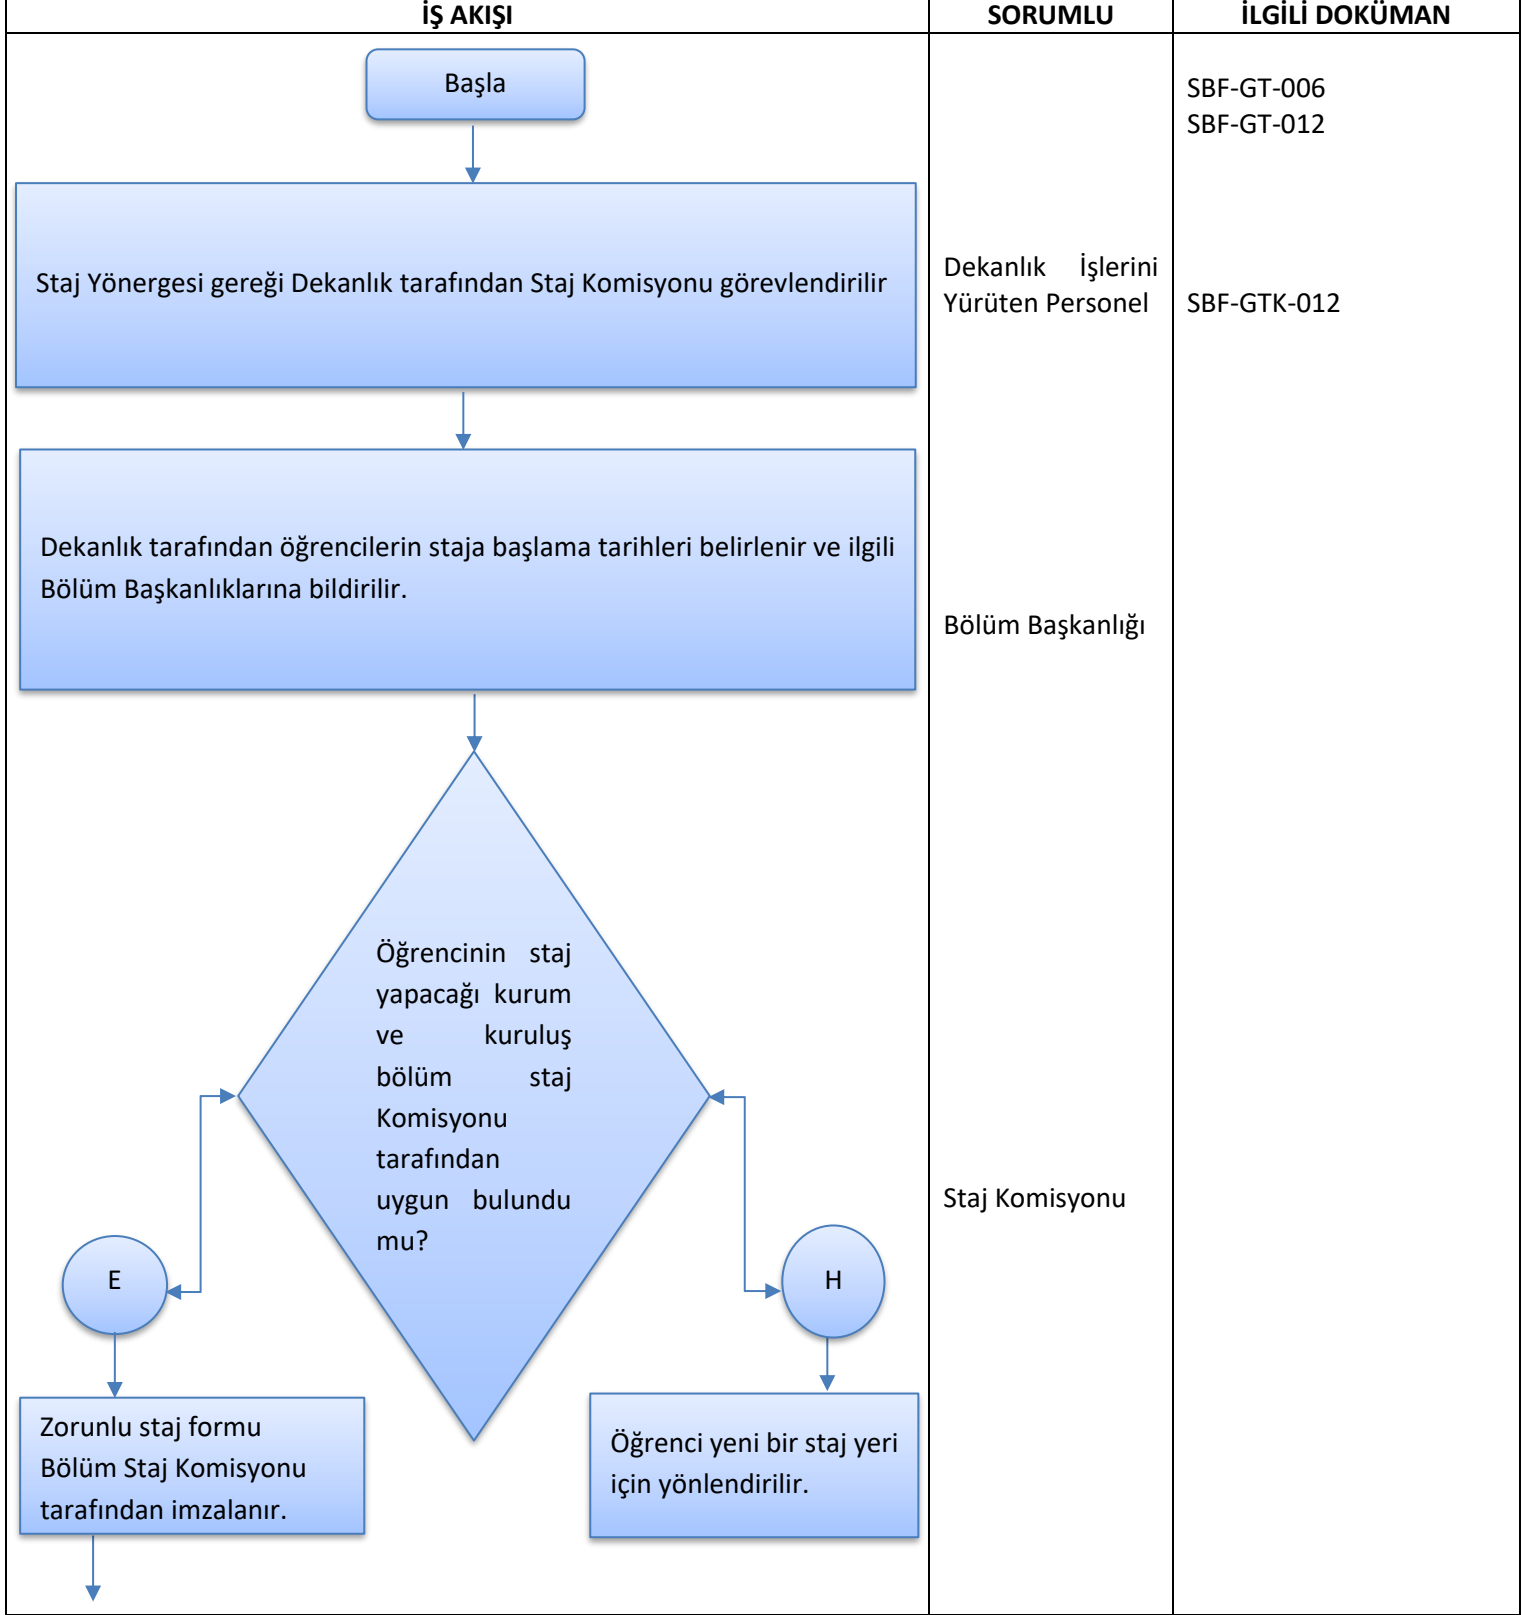 İŞ AKIŞI
SORUMLU
İLGİLİ DOKÜMAN
Başla
SBF-GT-006
SBF-GT-012
Staj Yönergesi gereği Dekanlık tarafından Staj Komisyonu görevlendirilir
Dekanlık İşlerini
Yürüten Personel
SBF-GTK-012
Dekanlık tarafından öğrencilerin staja başlama tarihleri belirlenir ve ilgili
Bölüm Başkanlıklarına bildirilir.
Bölüm Başkanlığı
Öğrencinin staj
yapacağı kurum
ve kuruluş
bölüm staj
Komisyonu
tarafından
uygun bulundu
mu?
Staj Komisyonu
E
H
Zorunlu staj formu
Bölüm Staj Komisyonu
tarafından imzalanır.
Öğrenci yeni bir staj yeri
için yönlendirilir.